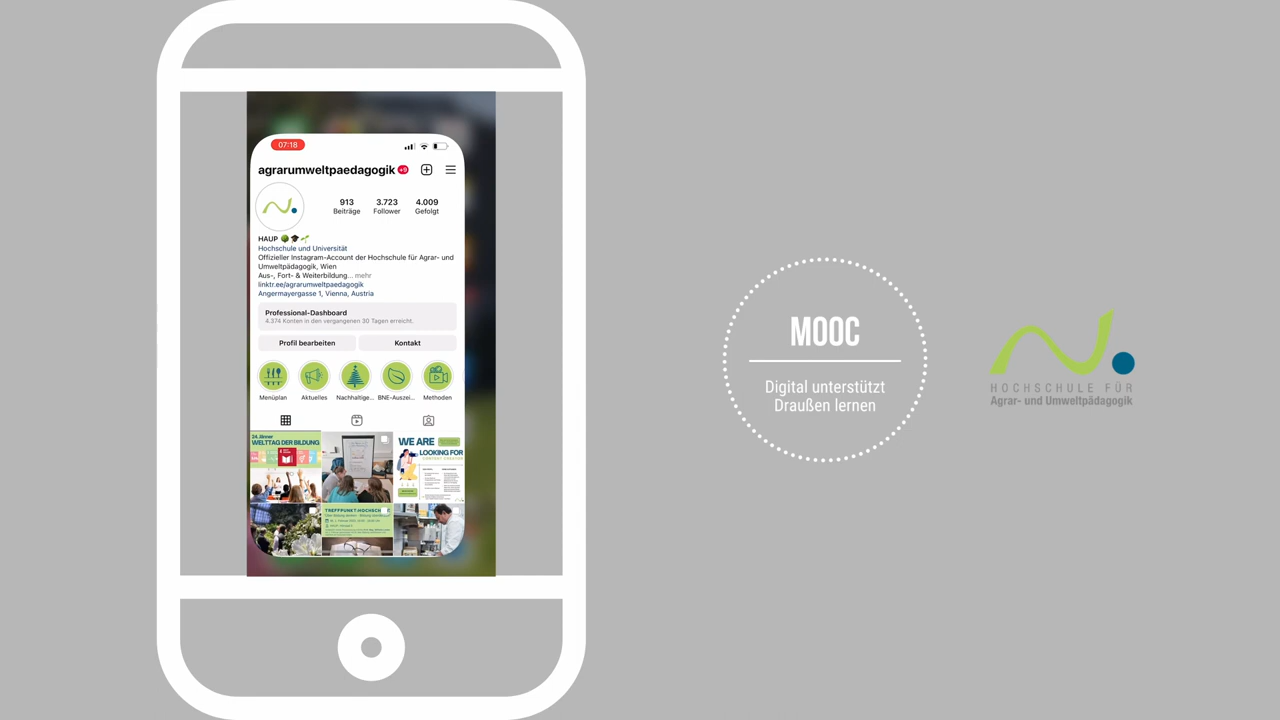 07:18
agrarumweltpaedagogik +9
913 3.723 4.009
Beiträge Follower Gefolgt
HAUP
Hochschule und Universität
Offizieller Instagram-Account der Hochschule für Agrar- und
Umweltpädagogik, Wien
Aus-, Fort- & Weiterbildung... mehr
linktr.ee/agrarumweltpaedagogik
Angermayergasse 1, Vienna, Austria
Professional-Dashboard
4.374 Konten in den vergangenen 30 Tagen erreicht.
Profil bearbeiten Kontakt
Menüplan Aktuelles Nachhaltige... BNE-Auszei... Methoden
24. Jänner
WELTTAG DER BILDUNG
WE ARE
LOOKING FOR
CONTENT CREATOR
TREFFPUNKT HOCHSCHULE
MOOC
Digital unterstützt
Draußen lernen
HOCHSCHULE FÜR
Agrar- und Umweltpädagogik